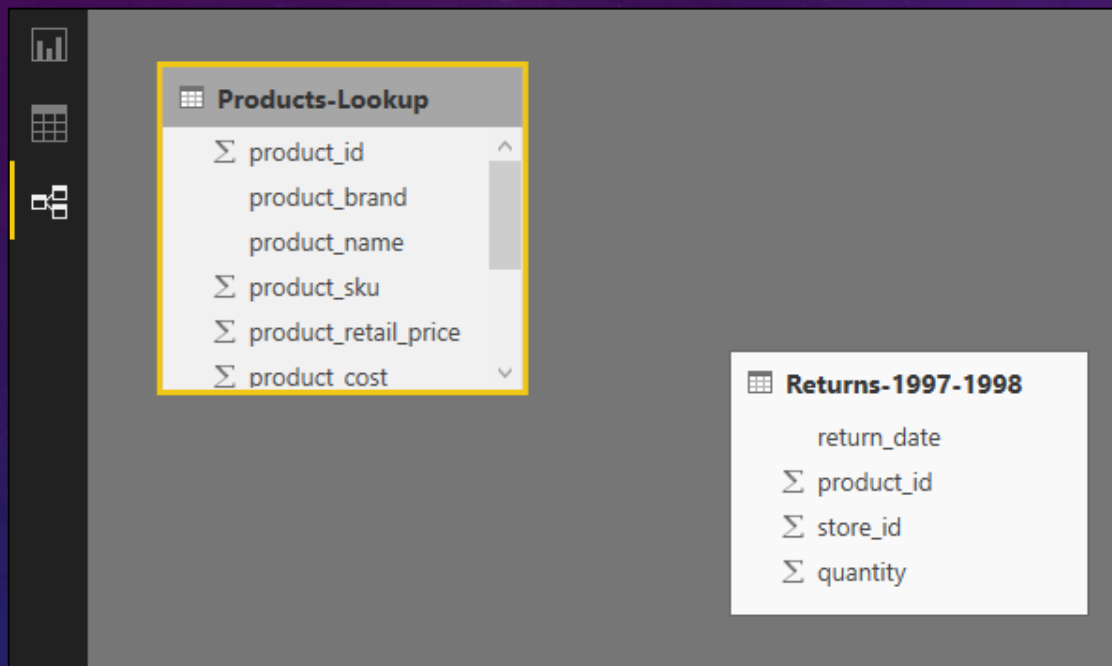 Products-Lookup
Σ product_id
product_brand
product_name
Σ product_sku
Σ product_retail_price
Σ product_cost
Returns-1997-1998
return_date
Σ product_id
Σ store_id
Σ quantity